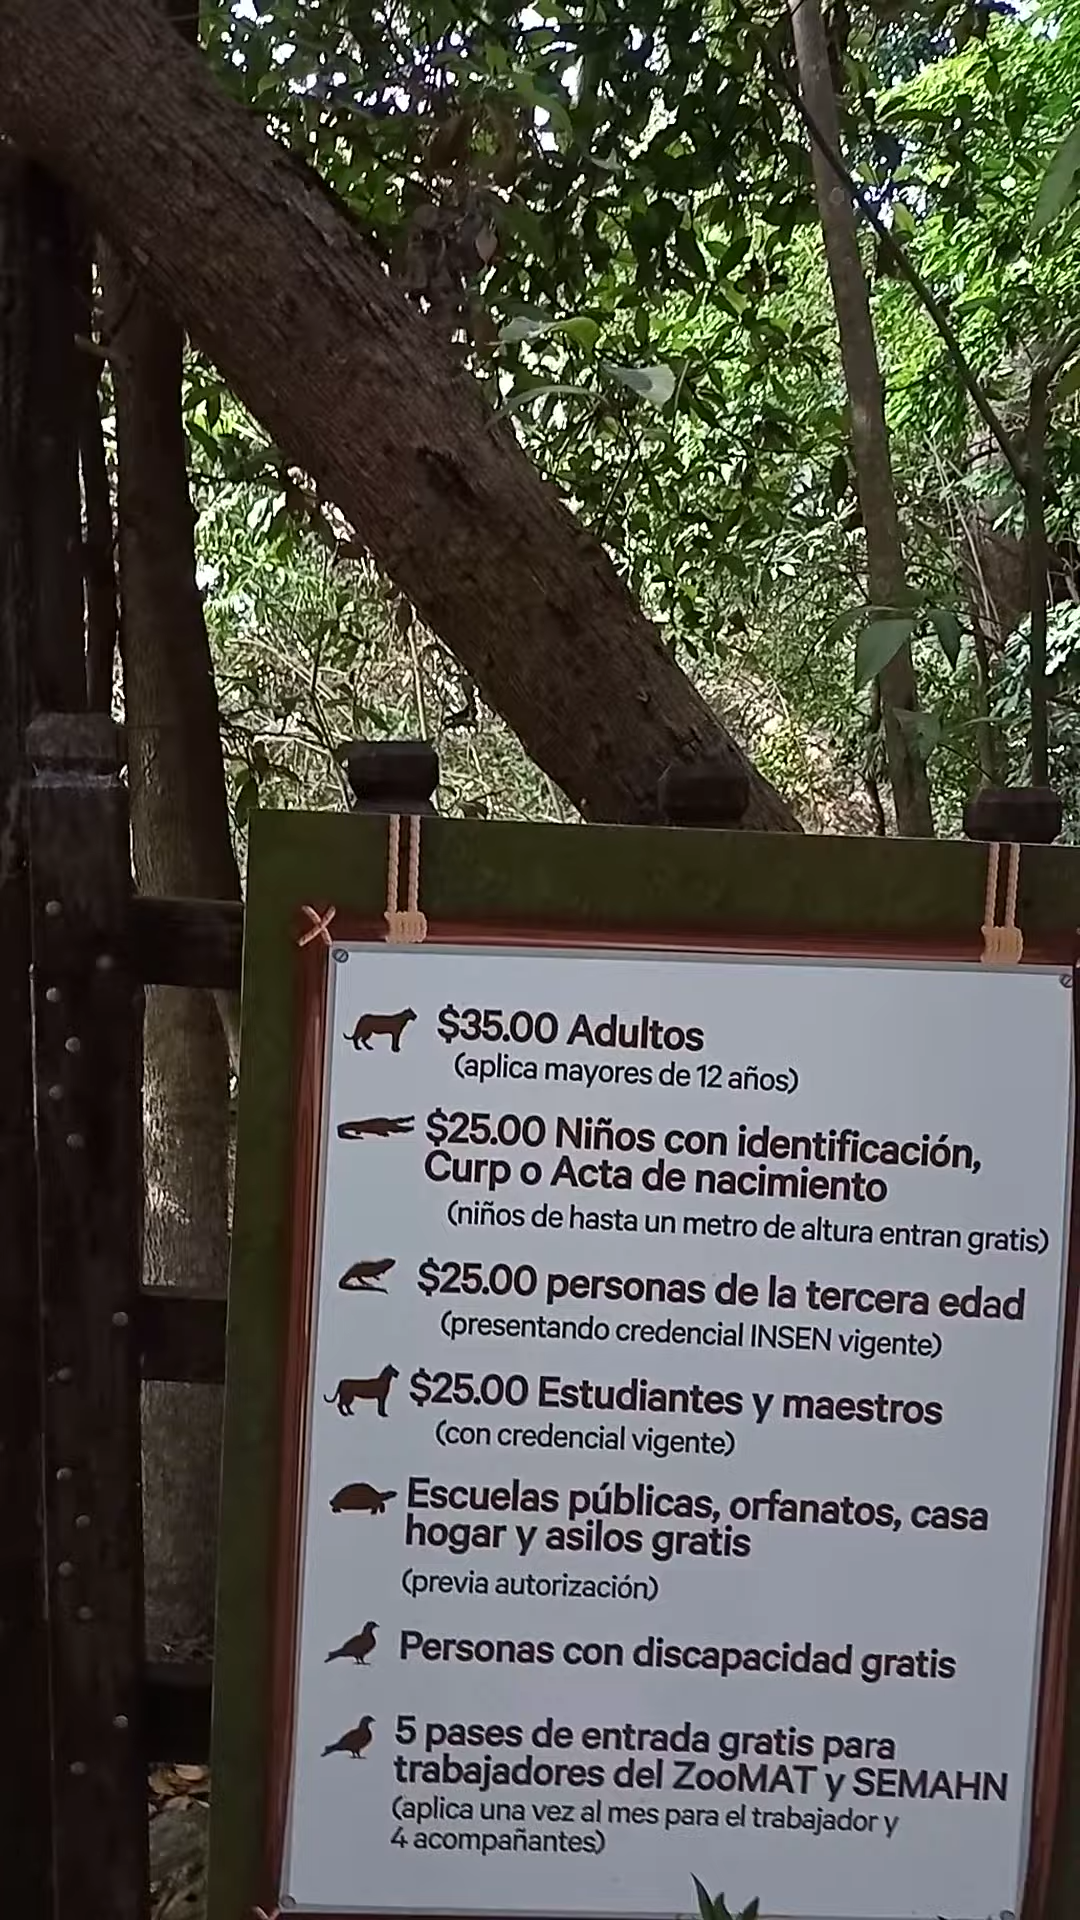 $35.00 Adultos
(aplica mayores de 12 años)
$25.00 Niños con identificación,
Curp o Acta de nacimiento
(niños de hasta un metro de altura entran gratis)
$25.00 personas de la tercera edad
(presentando credencial INSEN vigente)
$25.00 Estudiantes y maestros
(con credencial vigente)
Escuelas públicas, orfanatos, casa
hogar y asilos gratis
(previa autorización)
Personas con discapacidad gratis
5 pases de entrada gratis para
trabajadores del ZooMAT y SEMAHN
(aplica una vez al mes para el trabajador y
4 acompañantes)